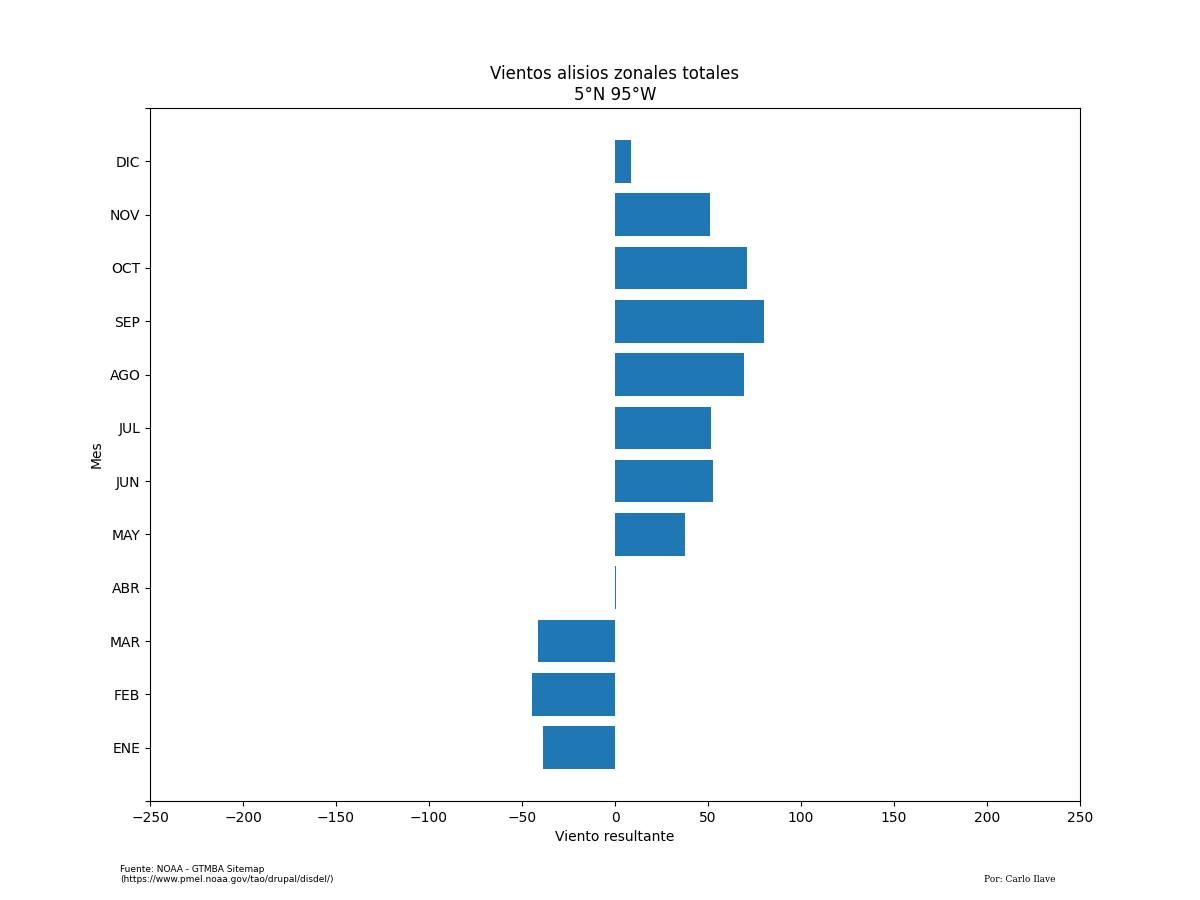 Vientos alisios zonales totales
5°N 95°W
DIC
NOV
OCT
SEP
AGO
JUL
JUN
MAY
ABR
MAR
FEB
ENE
Mes
−250 −200 −150 −100 −50 0 50 100 150 200 250
Viento resultante
Fuente: NOAA - GTMBA Sitemap
(https://www.pmel.noaa.gov/tao/drupal/disdel/)
Por: Carlo Ilave